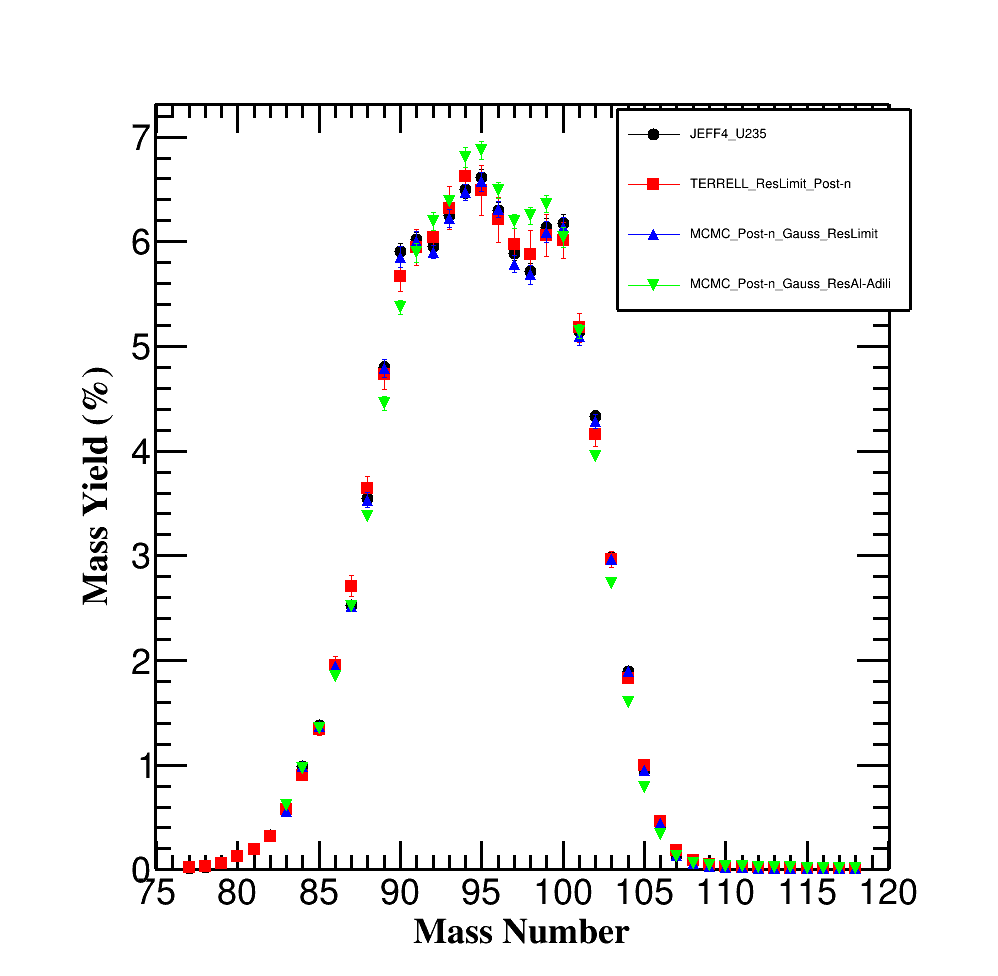 JEFF4_U235
TERRELL_ResLimit_Post-n
MCMC_Post-n_Gauss_ResLimit
MCMC_Post-n_Gauss_ResAl-Adili
7
6
5
4
3
2
1
0
Mass Yield (%)
75 80 85 90 95 100 105 110 115 120
Mass Number